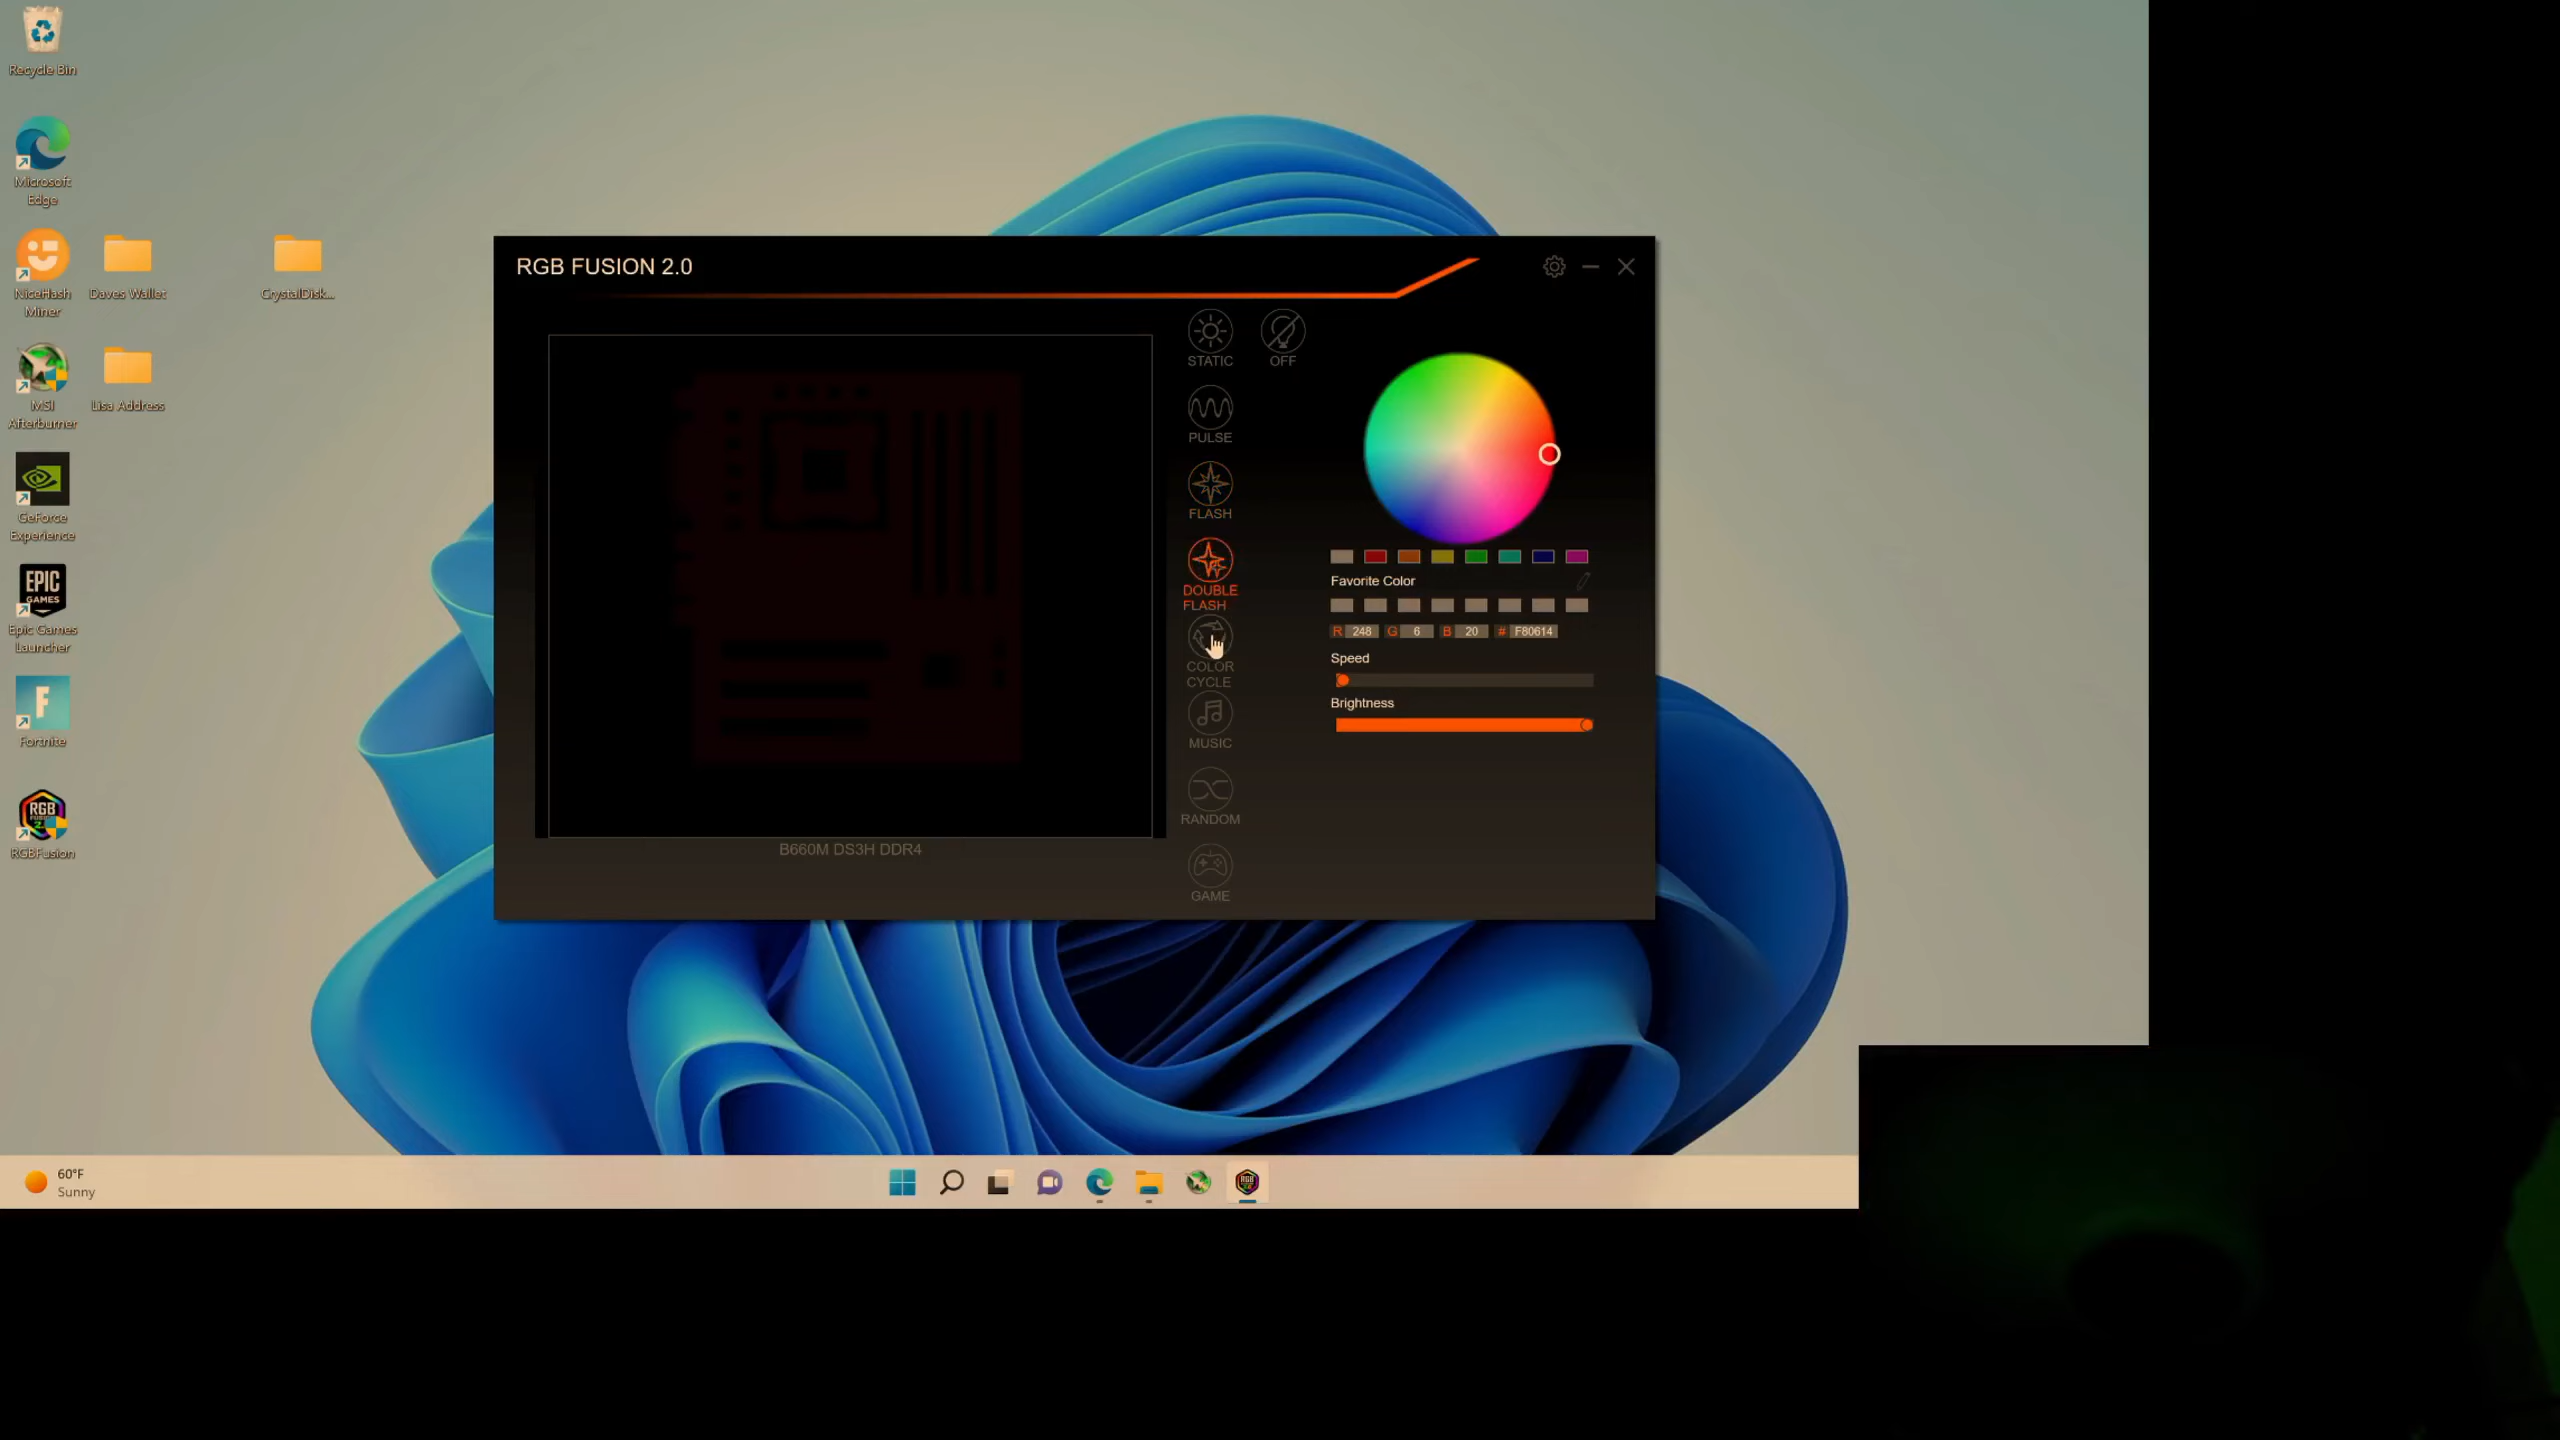 Recycle Bin
Microsoft
Edge
NiceHash
Miner
Daves Wallet
CrystalDisk...
MSI
Afterburner
Lisa Address
GeForce
Experience
EPIC
GAMES
Epic Games
Launcher
F
Fortnite
RGB
RGBFusion
RGB FUSION 2.0
STATIC
OFF
PULSE
FLASH
DOUBLE
FLASH
COLOR
CYCLE
MUSIC
RANDOM
GAME
B660M DS3H DDR4
Favorite Color
R 248 G 6 B 20 # F80614
Speed
Brightness
60°F
Sunny